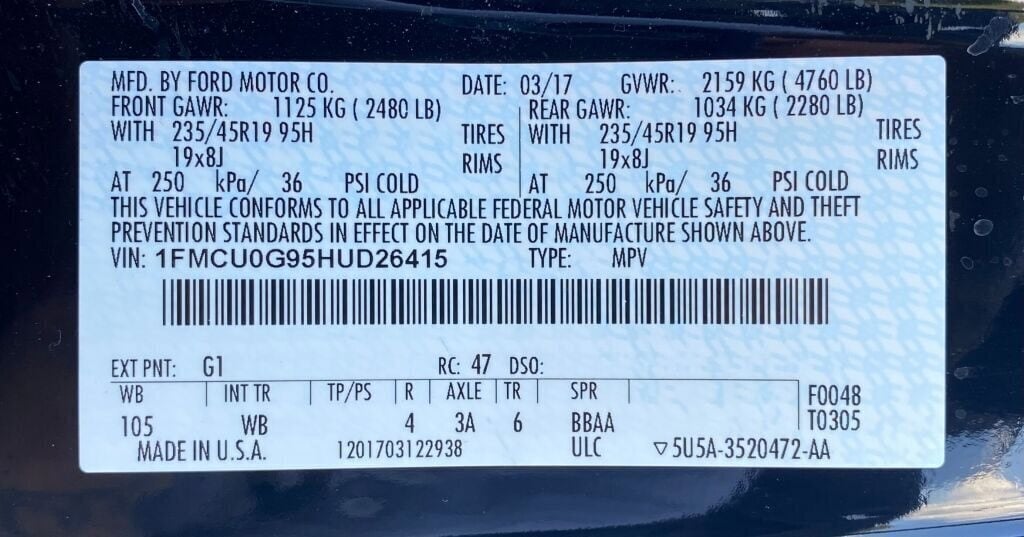 MFD. BY FORD MOTOR CO. DATE: 03/17 GVWR: 2159 KG ( 4760 LB)
FRONT GAWR: 1125 KG ( 2480 LB) REAR GAWR: 1034 KG ( 2280 LB)
WITH 235/45R19 95H TIRES WITH 235/45R19 95H TIRES
19x8J RIMS 19x8J RIMS
AT 250 kPa/ 36 PSI COLD AT 250 kPa/ 36 PSI COLD
THIS VEHICLE CONFORMS TO ALL APPLICABLE FEDERAL MOTOR VEHICLE SAFETY AND THEFT
PREVENTION STANDARDS IN EFFECT ON THE DATE OF MANUFACTURE SHOWN ABOVE.
VIN: 1FMCU0G95HUD26415 TYPE: MPV
EXT PNT: G1 RC: 47 DSO:
WB INT TR TP/PS R AXLE TR SPR F0048
105 WB 4 3A 6 BBAA T0305
MADE IN U.S.A. 1201703122938 ULC ▽5U5A-3520472-AA